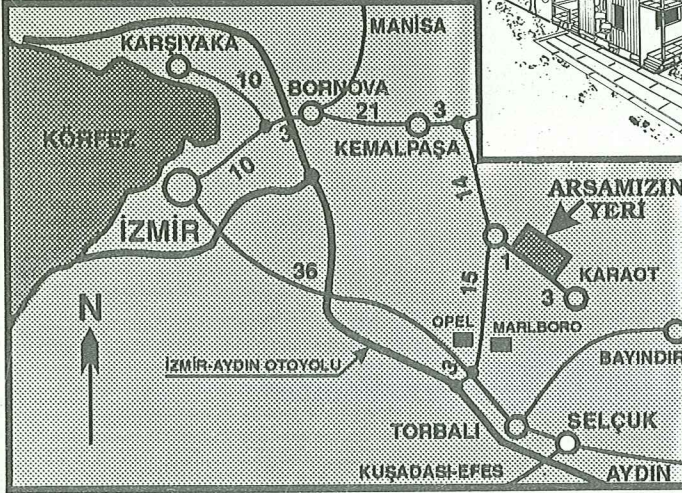 MANİSA
KARŞIYAKA
10
BORNOVA
21
3
3
KÖRFEZ
KEMALPAŞA
10
14
ARSAMIZIN
YERİ
İZMİR
1
36
15
3
KARAOT
N
OPEL
MARLBORO
İZMİR-AYDIN OTOYOLU
3
BAYINDIR
TORBALI
SELÇUK
KUŞADASI-EFES
AYDIN